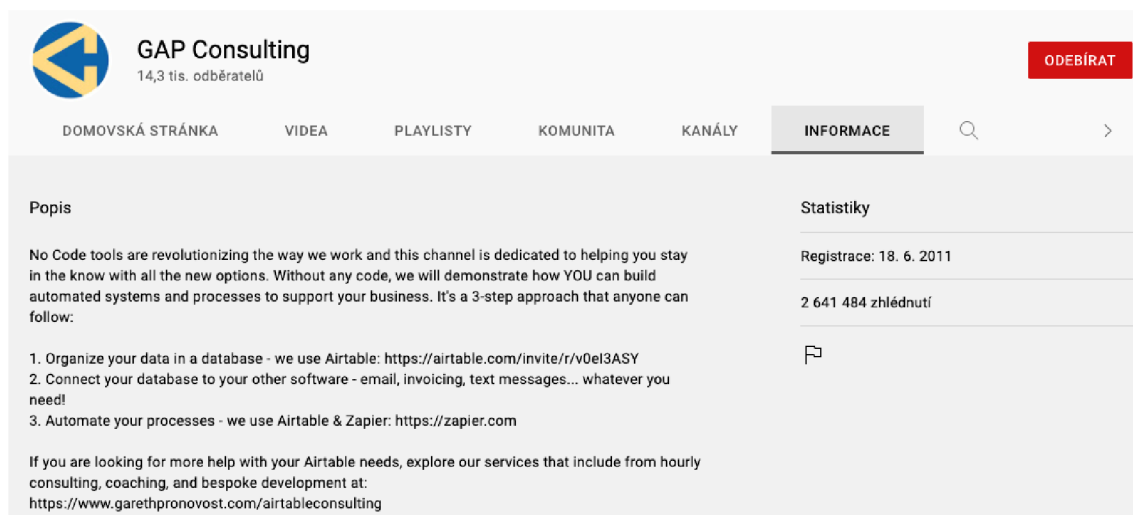 GAP Consulting
14,3 tis. odběratelů
ODEBÍRAT
DOMOVSKÁ STRÁNKA
VIDEA
PLAYLISTY
KOMUNITA
KANÁLY
INFORMACE
Popis
No Code tools are revolutionizing the way we work and this channel is dedicated to helping you stay
in the know with all the new options. Without any code, we will demonstrate how YOU can build
automated systems and processes to support your business. It's a 3-step approach that anyone can
follow:
1. Organize your data in a database - we use Airtable: https://airtable.com/invite/r/v0eI3ASY
2. Connect your database to your other software - email, invoicing, text messages... whatever you
need!
3. Automate your processes - we use Airtable & Zapier: https://zapier.com
If you are looking for more help with your Airtable needs, explore our services that include from hourly
consulting, coaching, and bespoke development at:
https://www.garethpronovost.com/airtableconsulting
Statistiky
Registrace: 18. 6. 2011
2 641 484 zhlédnutí